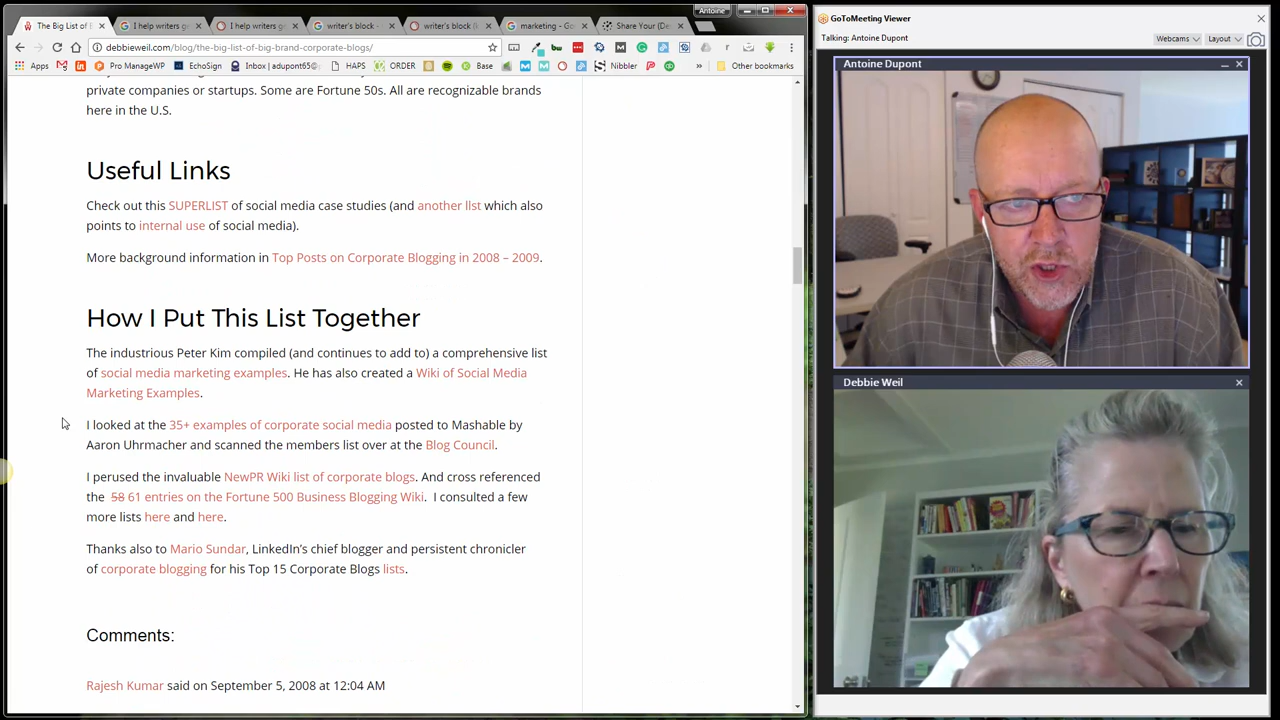 Antoine
The Big List of B
I help writers ge
I help writers ge
writer's block -
writer's block (i
marketing - Go
Share Your (De
debbieweil.com/blog/the-big-list-of-big-brand-corporate-blogs/
Apps
Pro ManageWP
EchoSign
Inbox | adupont65@
HAPS
ORDER
Base
Nibbler
»
Other bookmarks
private companies or startups. Some are Fortune 50s. All are recognizable brands
here in the U.S.
Useful Links
Check out this SUPERLIST of social media case studies (and another list which also
points to internal use of social media).
More background information in Top Posts on Corporate Blogging in 2008 – 2009.
How I Put This List Together
The industrious Peter Kim compiled (and continues to add to) a comprehensive list
of social media marketing examples. He has also created a Wiki of Social Media
Marketing Examples.
I looked at the 35+ examples of corporate social media posted to Mashable by
Aaron Uhrmacher and scanned the members list over at the Blog Council.
I perused the invaluable NewPR Wiki list of corporate blogs. And cross referenced
the 58 61 entries on the Fortune 500 Business Blogging Wiki. I consulted a few
more lists here and here.
Thanks also to Mario Sundar, LinkedIn's chief blogger and persistent chronicler
of corporate blogging for his Top 15 Corporate Blogs lists.
Comments:
Rajesh Kumar said on September 5, 2008 at 12:04 AM
GoToMeeting Viewer
Talking: Antoine Dupont
Webcams
Layout
Antoine Dupont
Debbie Weil